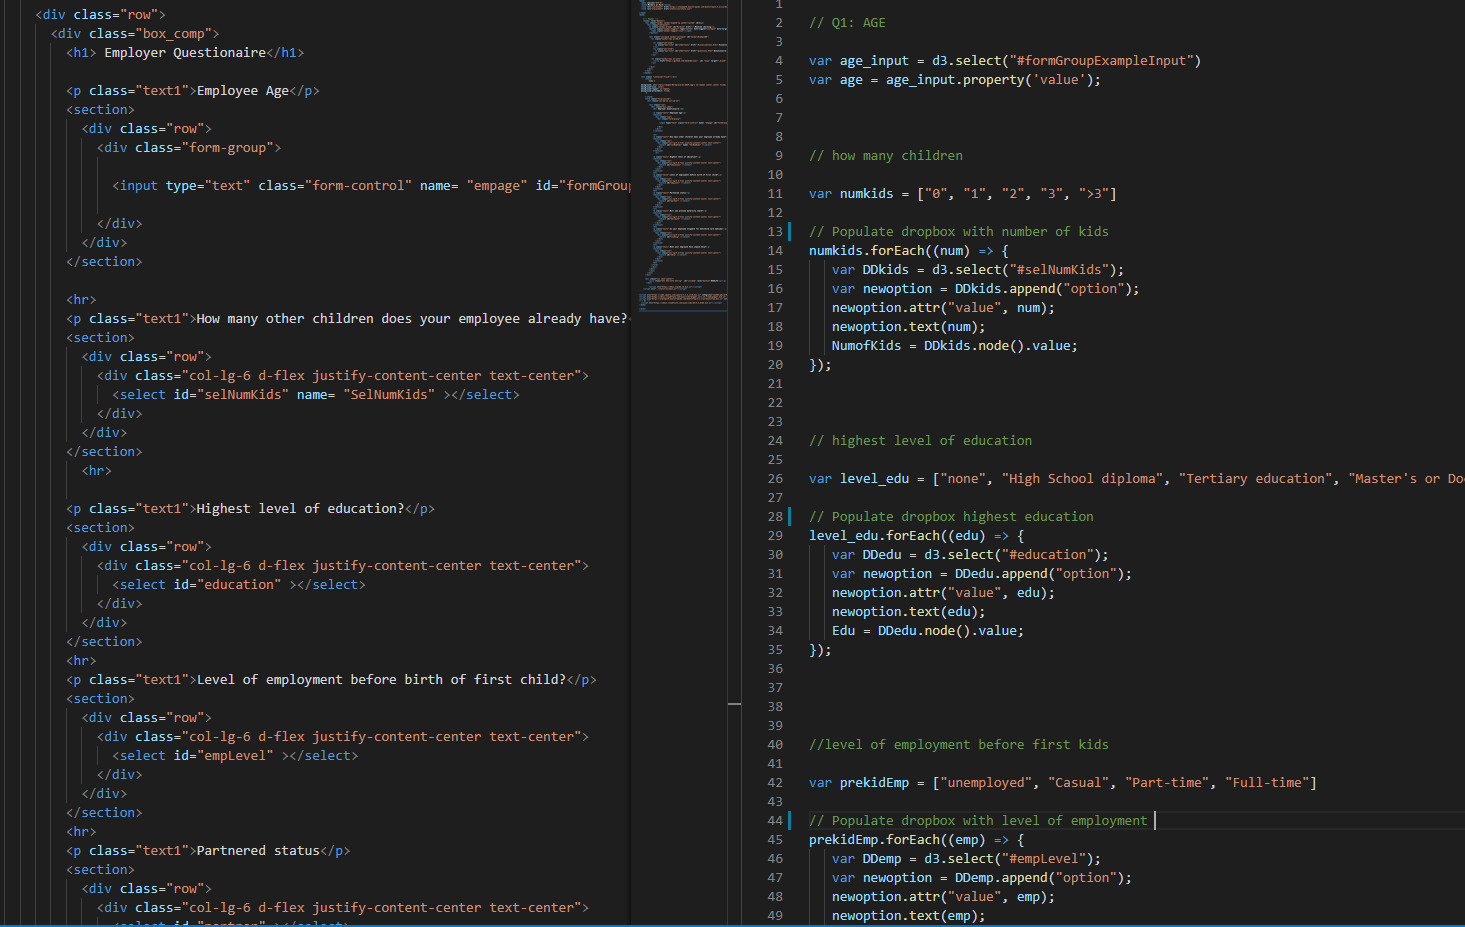 <div class="row">
<div class="box_comp">
<h1> Employer Questionaire</h1>
<p class="text1">Employee Age</p>
<section>
<div class="row">
<div class="form-group">
<input type="text" class="form-control" name= "empage" id="formGrou
</div>
</div>
</section>
<hr>
<p class="text1">How many other children does your employee already have?
<section>
<div class="row">
<div class="col-lg-6 d-flex justify-content-center text-center">
<select id="selNumKids" name= "SelNumKids" ></select>
</div>
</div>
</section>
<hr>
<p class="text1">Highest level of education?</p>
<section>
<div class="row">
<div class="col-lg-6 d-flex justify-content-center text-center">
<select id="education" ></select>
</div>
</div>
</section>
<hr>
<p class="text1">Level of employment before birth of first child?</p>
<section>
<div class="row">
<div class="col-lg-6 d-flex justify-content-center text-center">
<select id="empLevel" ></select>
</div>
</div>
</section>
<hr>
<p class="text1">Partnered status</p>
<section>
<div class="row">
<div class="col-lg-6 d-flex justify-content-center text-center">
1
2 // Q1: AGE
3
4 var age_input = d3.select("#formGroupExampleInput")
5 var age = age_input.property('value');
6
7
8
9 // how many children
10
11 var numkids = ["0", "1", "2", "3", ">3"]
12
13 // Populate dropbox with number of kids
14 numkids.forEach((num) => {
15 var DDkids = d3.select("#selNumKids");
16 var newoption = DDkids.append("option");
17 newoption.attr("value", num);
18 newoption.text(num);
19 NumofKids = DDkids.node().value;
20 });
21
22
23
24 // highest level of education
25
26 var level_edu = ["none", "High School diploma", "Tertiary education", "Master's or Do
27
28 // Populate dropbox highest education
29 level_edu.forEach((edu) => {
30 var DDedu = d3.select("#education");
31 var newoption = DDedu.append("option");
32 newoption.attr("value", edu);
33 newoption.text(edu);
34 Edu = DDedu.node().value;
35 });
36
37
38
39
40 //level of employment before first kids
41
42 var prekidEmp = ["unemployed", "Casual", "Part-time", "Full-time"]
43
44 // Populate dropbox with level of employment
45 prekidEmp.forEach((emp) => {
46 var DDemp = d3.select("#empLevel");
47 var newoption = DDemp.append("option");
48 newoption.attr("value", emp);
49 newoption.text(emp);